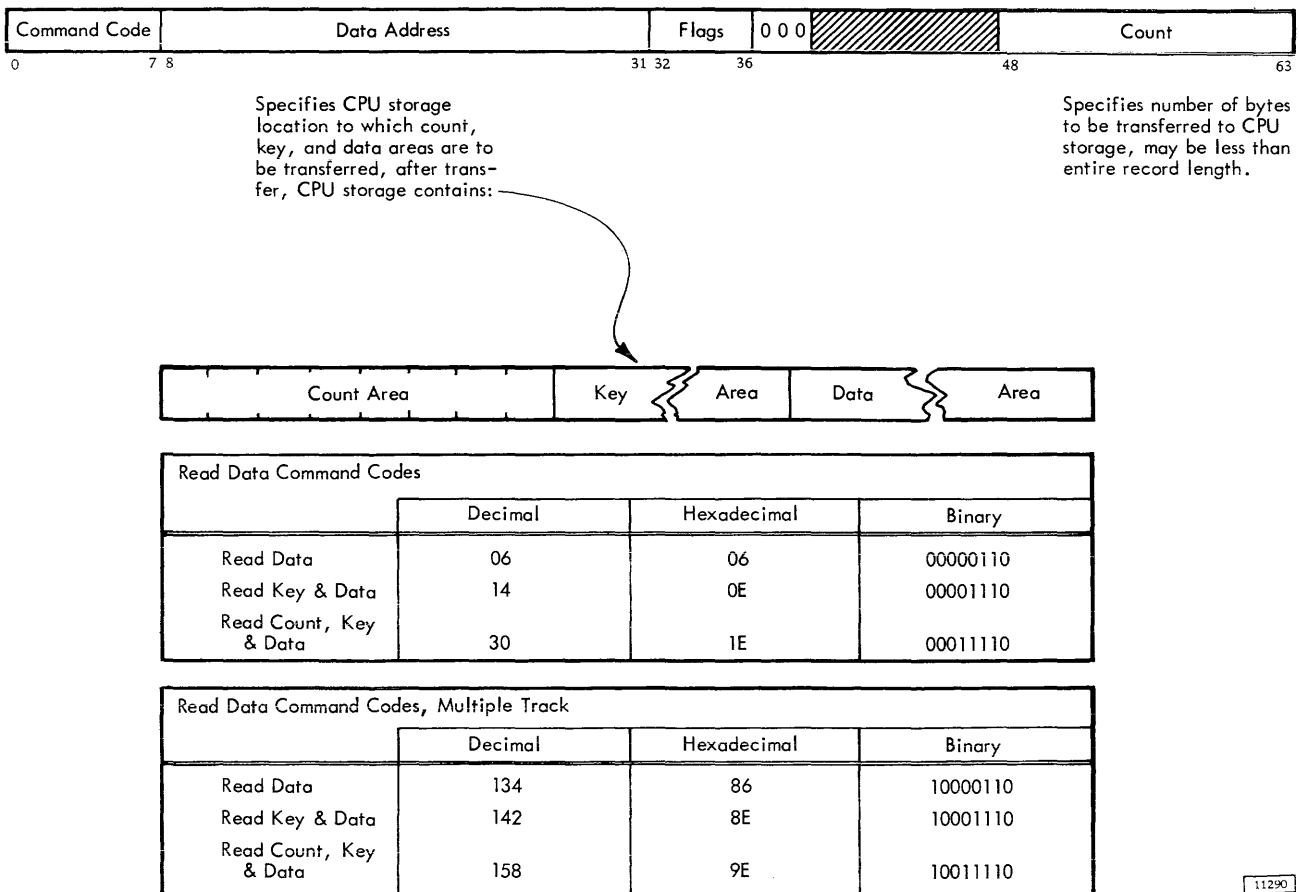 Command Code Data Address Flags 0 0 0 Count
0 7 8 31 32 36 48 63
Specifies CPU storage
location to which count,
key, and data areas are to
be transferred, after trans-
fer, CPU storage contains:
Specifies number of bytes
to be transferred to CPU
storage, may be less than
entire record length.
Count Area Key Area Data Area
Read Data Command Codes
Decimal Hexadecimal Binary
Read Data 06 06 00000110
Read Key & Data 14 0E 00001110
Read Count, Key
& Data 30 1E 00011110
Read Data Command Codes, Multiple Track
Decimal Hexadecimal Binary
Read Data 134 86 10000110
Read Key & Data 142 8E 10001110
Read Count, Key
& Data 158 9E 10011110
11290